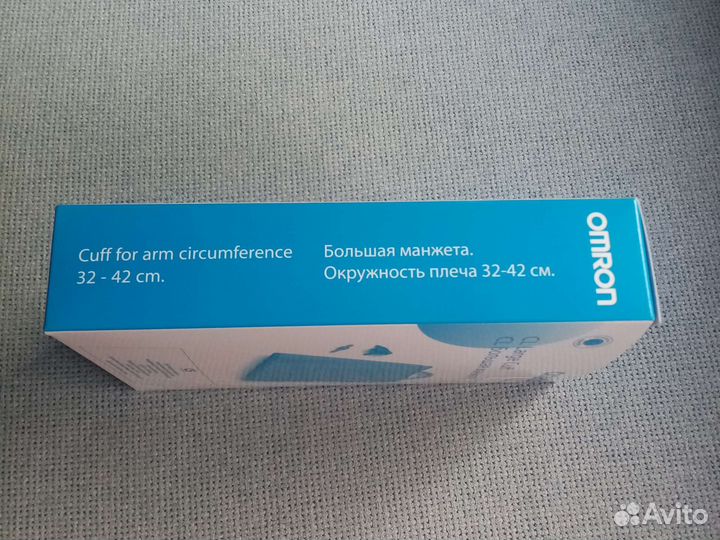 Cuff for arm circumference
32 - 42 cm.
Большая манжета.
Окружность плеча 32-42 см.
OMRON
Avito